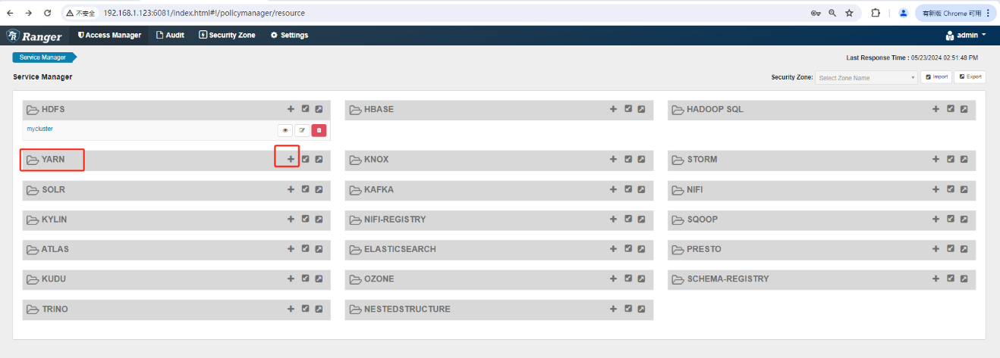 不安全 192.168.1.123:6081/index.html#!/policymanager/resource 有新版 Chrome 可用
Ranger Access Manager Audit Security Zone Settings admin
Service Manager Last Response Time : 05/23/2024 02:51:48 PM
Service Manager Security Zone: Select Zone Name Import Export
HDFS HBASE HADOOP SQL
mycluster
YARN KNOX STORM
SOLR KAFKA NIFI
KYLIN NIFI-REGISTRY SQOOP
ATLAS ELASTICSEARCH PRESTO
KUDU OZONE SCHEMA-REGISTRY
TRINO NESTEDSTRUCTURE